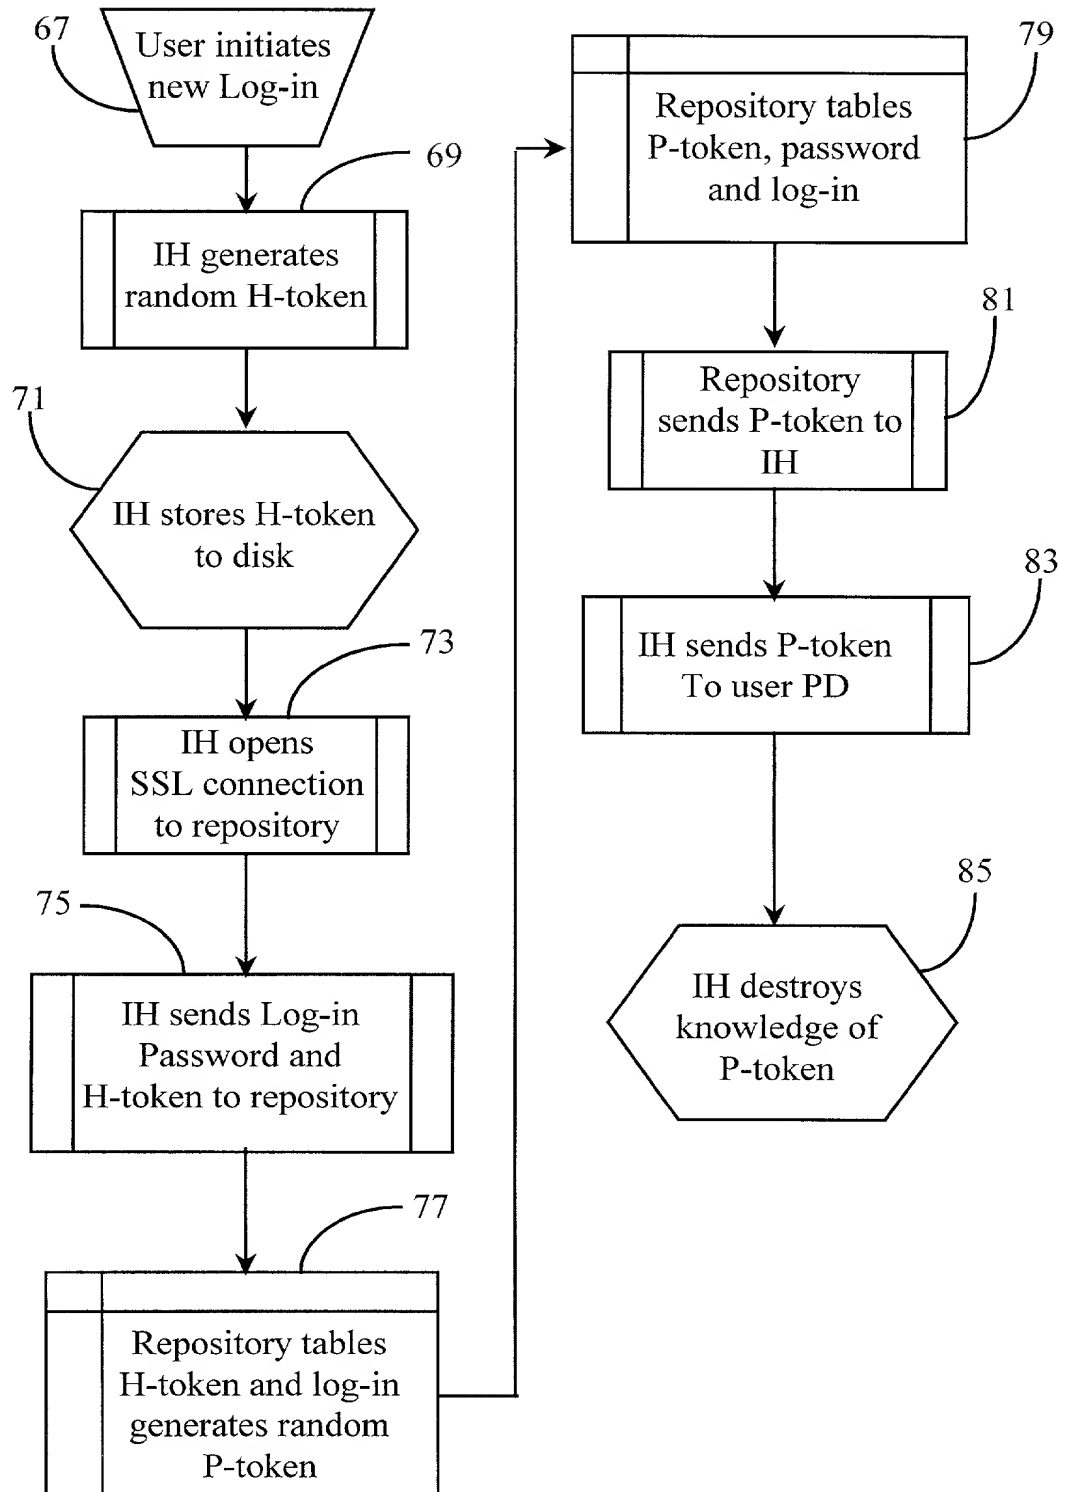 67
User initiates
new Log-in
69
IH generates
random H-token
71
IH stores H-token
to disk
73
IH opens
SSL connection
to repository
75
IH sends Log-in
Password and
H-token to repository
77
Repository tables
H-token and log-in
generates random
P-token
79
Repository tables
P-token, password
and log-in
81
Repository
sends P-token to
IH
83
IH sends P-token
To user PD
85
IH destroys
knowledge of
P-token